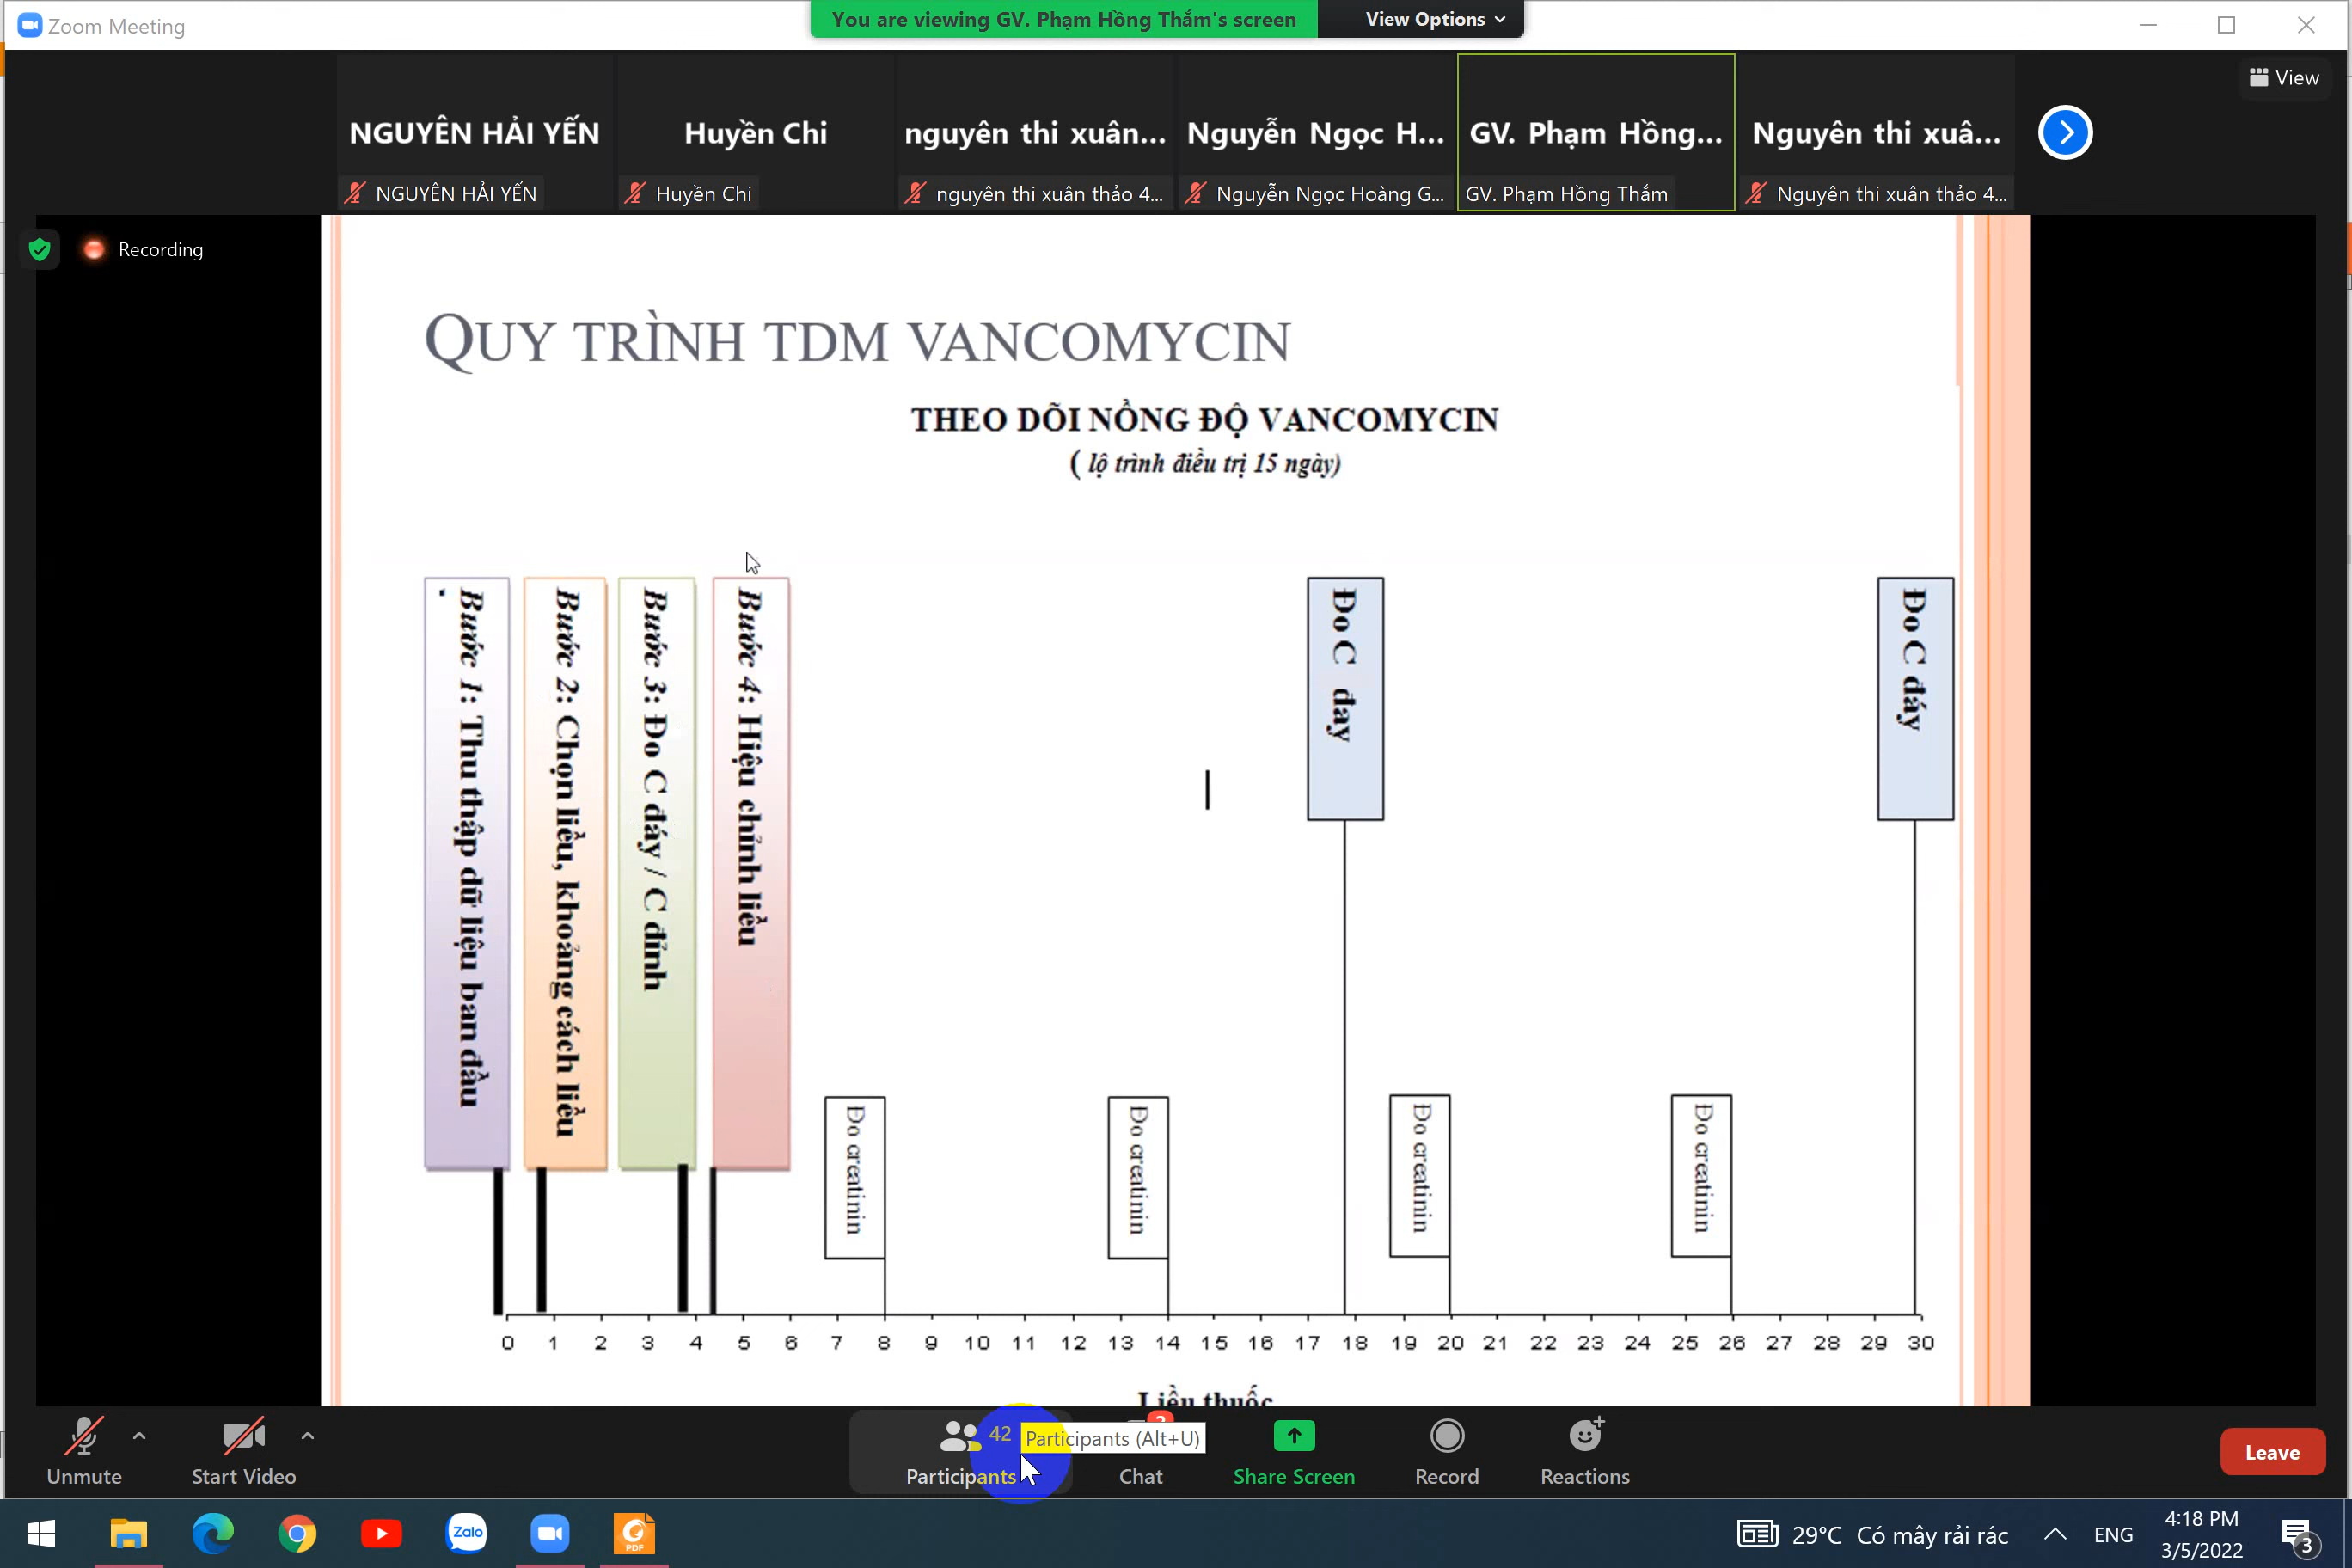 Zoom Meeting
You are viewing GV. Phạm Hồng Thắm's screen
View Options
View
NGUYÊN HẢI YẾN
Huyền Chi
nguyên thi xuân...
Nguyễn Ngọc H...
GV. Phạm Hồng...
Nguyên thi xuâ...
NGUYÊN HẢI YẾN
Huyền Chi
nguyên thi xuân thảo 4...
Nguyễn Ngọc Hoàng G...
GV. Phạm Hồng Thắm
Nguyên thi xuân thảo 4...
Recording
QUY TRÌNH TDM VANCOMYCIN
THEO DÕI NỒNG ĐỘ VANCOMYCIN
( lộ trình điều trị 15 ngày)
Bước 1: Thu thập dữ liệu ban đầu
Bước 2: Chọn liều, khoảng cách liều
Bước 3: Đo C đáy / C đỉnh
Bước 4: Hiệu chỉnh liều
Đo C đay
Đo C đáy
Đo creatinin
Đo creatinin
Đo creatinin
Đo creatinin
0 1 2 3 4 5 6 7 8 9 10 11 12 13 14 15 16 17 18 19 20 21 22 23 24 25 26 27 28 29 30
Liều thuốc
42
Participants (Alt+U)
Unmute
Start Video
Participants
Chat
Share Screen
Record
Reactions
Leave
Zalo
PDF
29°C Có mây rải rác
ENG
4:18 PM
3/5/2022
3